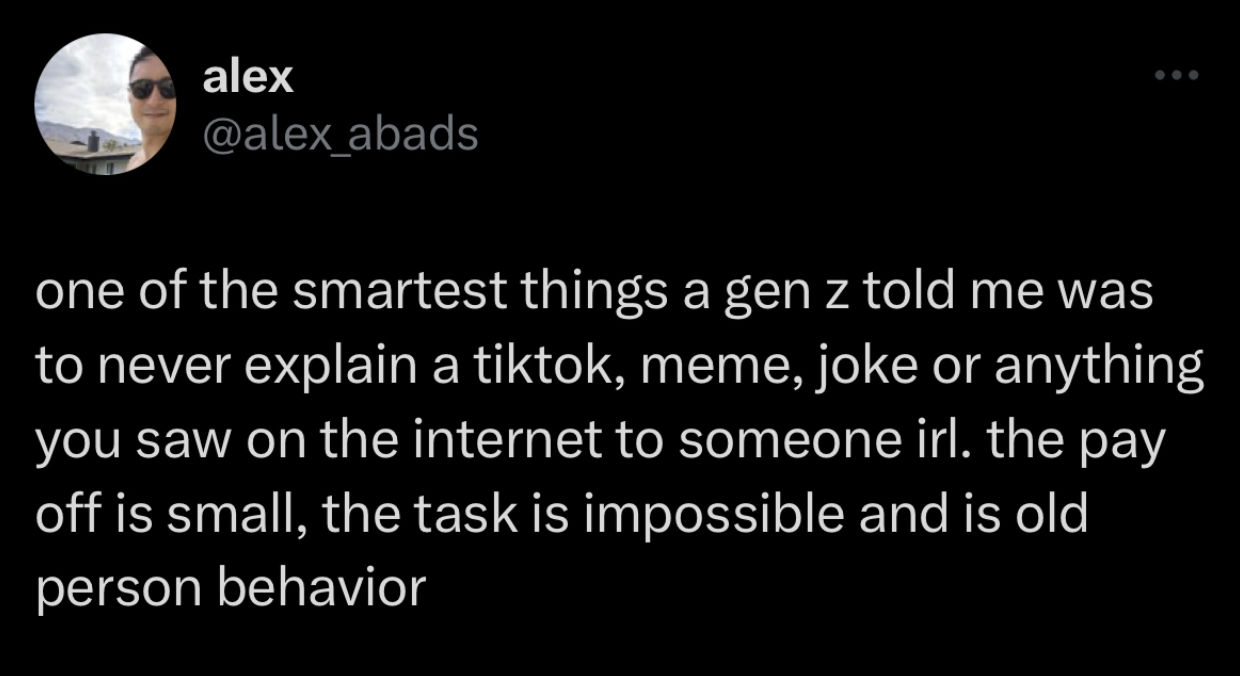 alex
@alex_abads
one of the smartest things a gen z told me was
to never explain a tiktok, meme, joke or anything
you saw on the internet to someone irl. the pay
off is small, the task is impossible and is old
person behavior